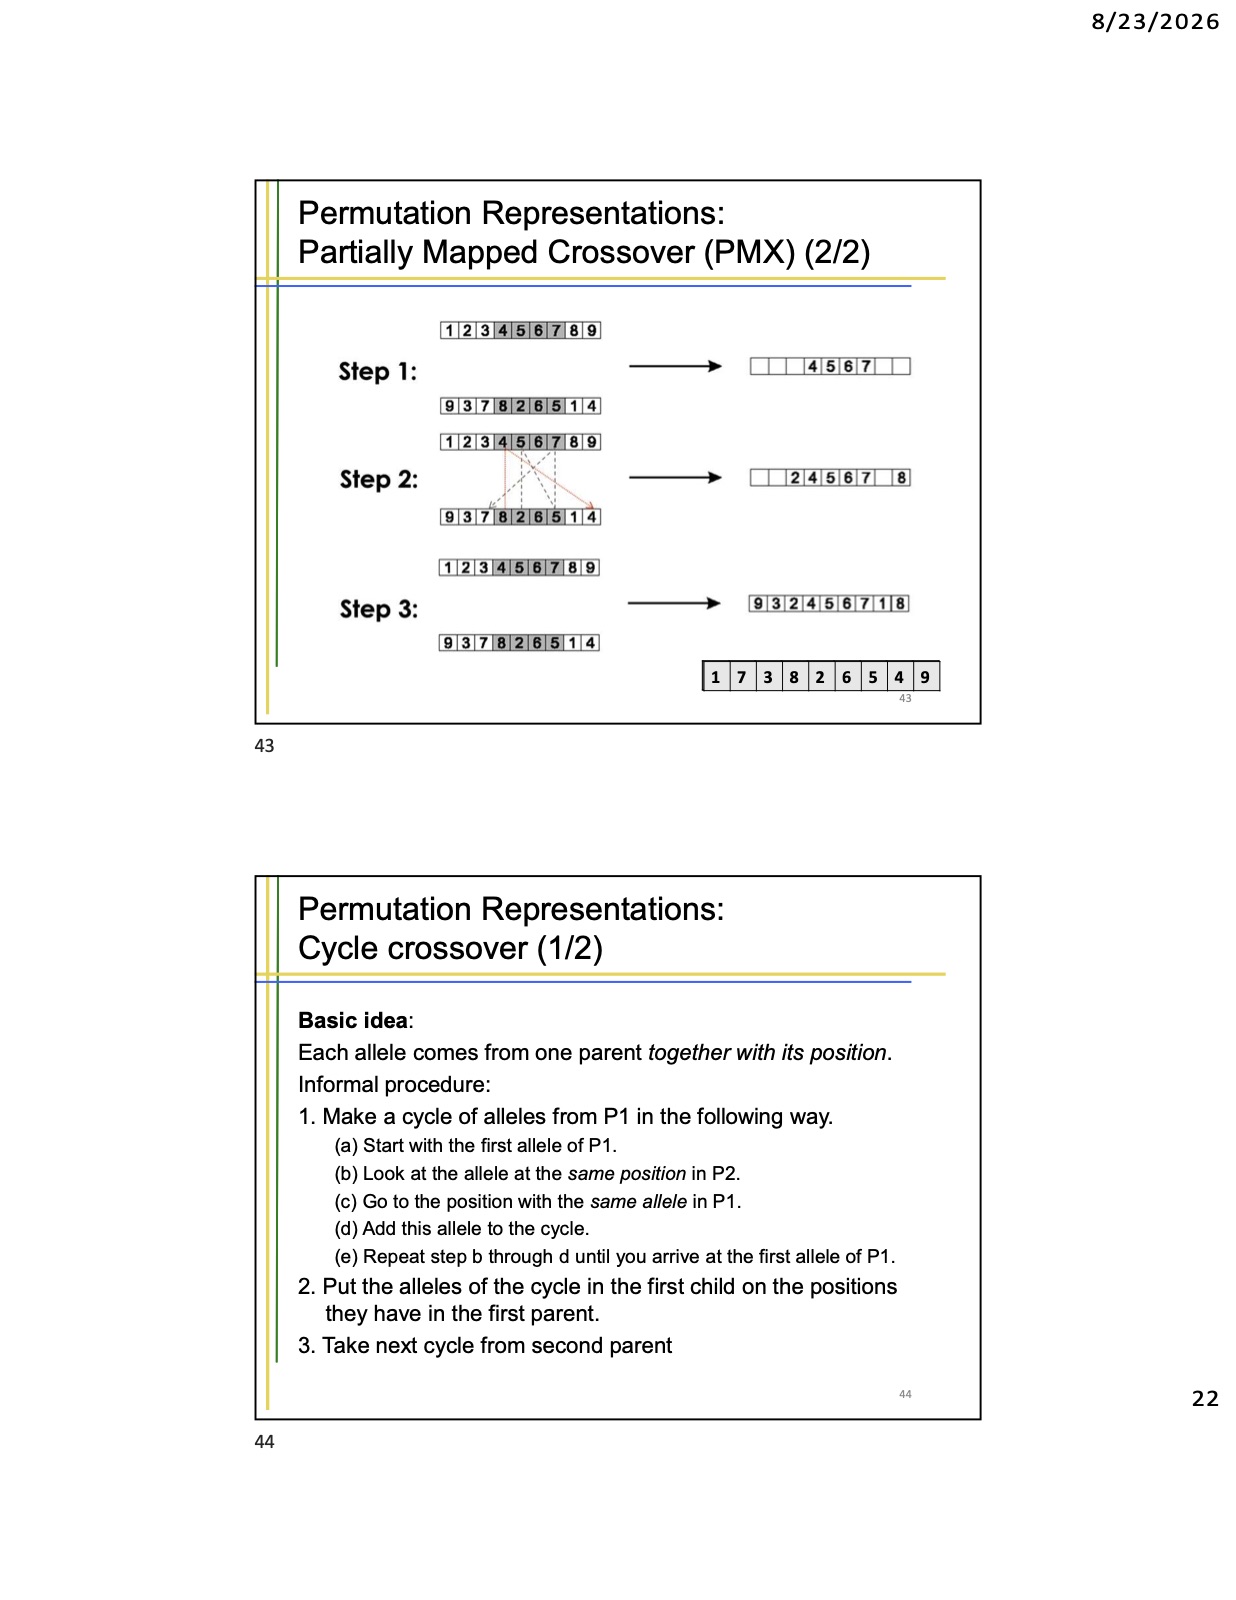 8/23/2026
Permutation Representations:
Partially Mapped Crossover (PMX) (2/2)
1 2 3 4 5 6 7 8 9
Step 1:
4 5 6 7
9 3 7 8 2 6 5 1 4
1 2 3 4 5 6 7 8 9
Step 2:
2 4 5 6 7 8
9 3 7 8 2 6 5 1 4
1 2 3 4 5 6 7 8 9
Step 3:
9 3 2 4 5 6 7 1 8
9 3 7 8 2 6 5 1 4
1 7 3 8 2 6 5 4 9
43
43
Permutation Representations:
Cycle crossover (1/2)
Basic idea:
Each allele comes from one parent together with its position.
Informal procedure:
1. Make a cycle of alleles from P1 in the following way.
(a) Start with the first allele of P1.
(b) Look at the allele at the same position in P2.
(c) Go to the position with the same allele in P1.
(d) Add this allele to the cycle.
(e) Repeat step b through d until you arrive at the first allele of P1.
2. Put the alleles of the cycle in the first child on the positions
they have in the first parent.
3. Take next cycle from second parent
44
44
22